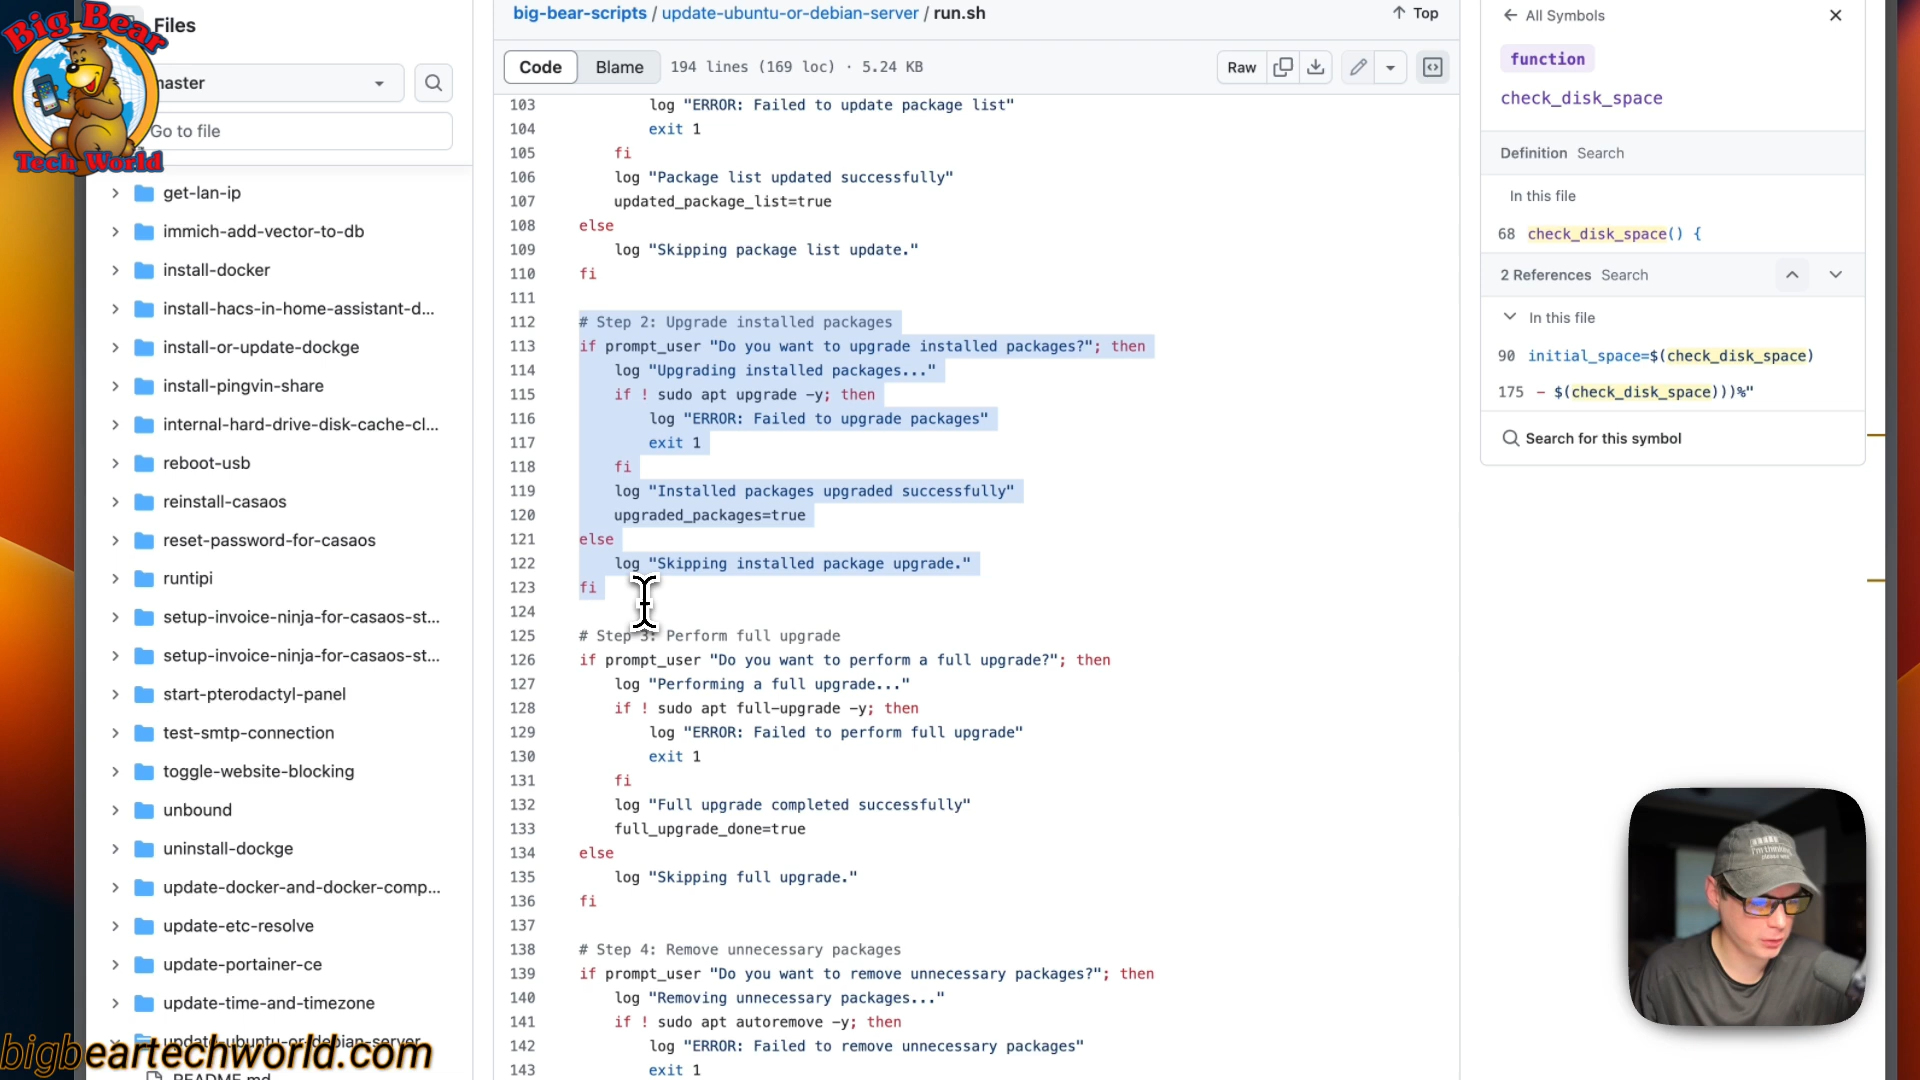 Big Bear
Tech World
Files
master
Go to file
get-lan-ip
immich-add-vector-to-db
install-docker
install-hacs-in-home-assistant-d...
install-or-update-dockge
install-pingvin-share
internal-hard-drive-disk-cache-cl...
reboot-usb
reinstall-casaos
reset-password-for-casaos
runtipi
setup-invoice-ninja-for-casaos-st...
setup-invoice-ninja-for-casaos-st...
start-pterodactyl-panel
test-smtp-connection
toggle-website-blocking
unbound
uninstall-dockge
update-docker-and-docker-comp...
update-etc-resolve
update-portainer-ce
update-time-and-timezone
update-ubuntu-or-debian-server
README.md
bigbeartechworld.com
big-bear-scripts / update-ubuntu-or-debian-server / run.sh
Top
Code Blame 194 lines (169 loc) · 5.24 KB
Raw
103 log "ERROR: Failed to update package list"
104 exit 1
105 fi
106 log "Package list updated successfully"
107 updated_package_list=true
108 else
109 log "Skipping package list update."
110 fi
111
112 # Step 2: Upgrade installed packages
113 if prompt_user "Do you want to upgrade installed packages?"; then
114 log "Upgrading installed packages..."
115 if ! sudo apt upgrade -y; then
116 log "ERROR: Failed to upgrade packages"
117 exit 1
118 fi
119 log "Installed packages upgraded successfully"
120 upgraded_packages=true
121 else
122 log "Skipping installed package upgrade."
123 fi
124
125 # Step 3: Perform full upgrade
126 if prompt_user "Do you want to perform a full upgrade?"; then
127 log "Performing a full upgrade..."
128 if ! sudo apt full-upgrade -y; then
129 log "ERROR: Failed to perform full upgrade"
130 exit 1
131 fi
132 log "Full upgrade completed successfully"
133 full_upgrade_done=true
134 else
135 log "Skipping full upgrade."
136 fi
137
138 # Step 4: Remove unnecessary packages
139 if prompt_user "Do you want to remove unnecessary packages?"; then
140 log "Removing unnecessary packages..."
141 if ! sudo apt autoremove -y; then
142 log "ERROR: Failed to remove unnecessary packages"
143 exit 1
All Symbols
function
check_disk_space
Definition Search
In this file
68 check_disk_space() {
2 References Search
In this file
90 initial_space=$(check_disk_space)
175 - $(check_disk_space)))%"
Search for this symbol